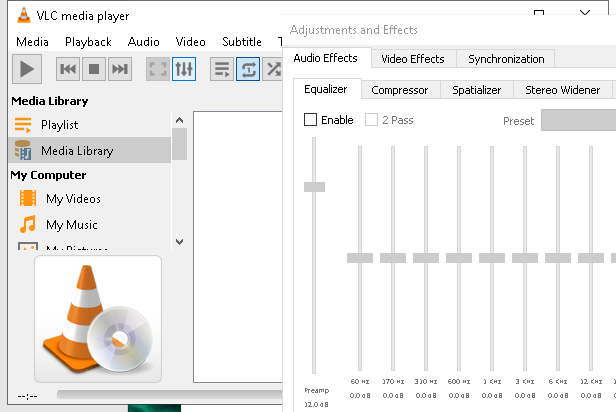 VLC media player
Media Playback Audio Video Subtitle
Media Library
Playlist
Media Library
My Computer
My Videos
My Music
My Pictures
--:--
Adjustments and Effects
Audio Effects Video Effects Synchronization
Equalizer Compressor Spatializer Stereo Widener
Enable 2 Pass Preset
60 Hz 170 Hz 310 Hz 600 Hz 1 KHz 3 KHz 6 KHz 12 KHz
Preamp 0.0 dB 0.0 dB 0.0 dB 0.0 dB 0.0 dB 0.0 dB 0.0 dB 0.0 dB
12.0 dB